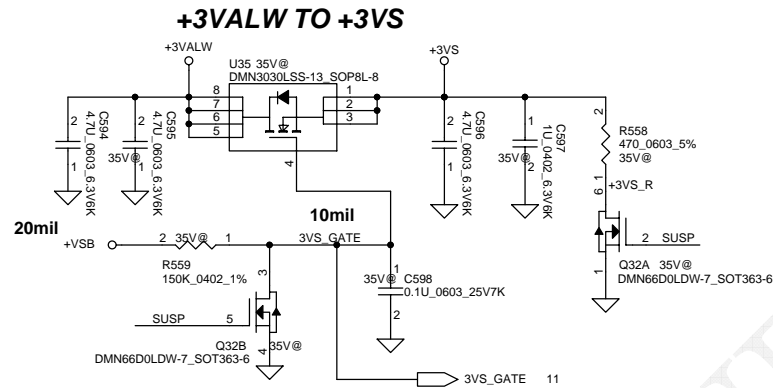 +3VALW TO +3VS
+3VALW
+3VS
U35 35V@
DMN3030LSS-13_SOP8L-8
8
7
6
5
1
2
3
4
2
1
C594
4.7U_0603_6.3V6K
2
1
35V@
C595
4.7U_0603_6.3V6K
2
1
C596
4.7U_0603_6.3V6K
35V@
1
2
C597
1U_0402_6.3V6K
35V@
2
1
R558
470_0603_5%
35V@
6
+3VS_R
2
SUSP
1
Q32A 35V@
DMN66D0LDW-7_SOT363-6
20mil
10mil
+VSB
2
35V@
1
3VS_GATE
R559
150K_0402_1%
3
SUSP
5
4
Q32B
35V@
DMN66D0LDW-7_SOT363-6
35V@
1
2
C598
0.1U_0603_25V7K
3VS_GATE 11